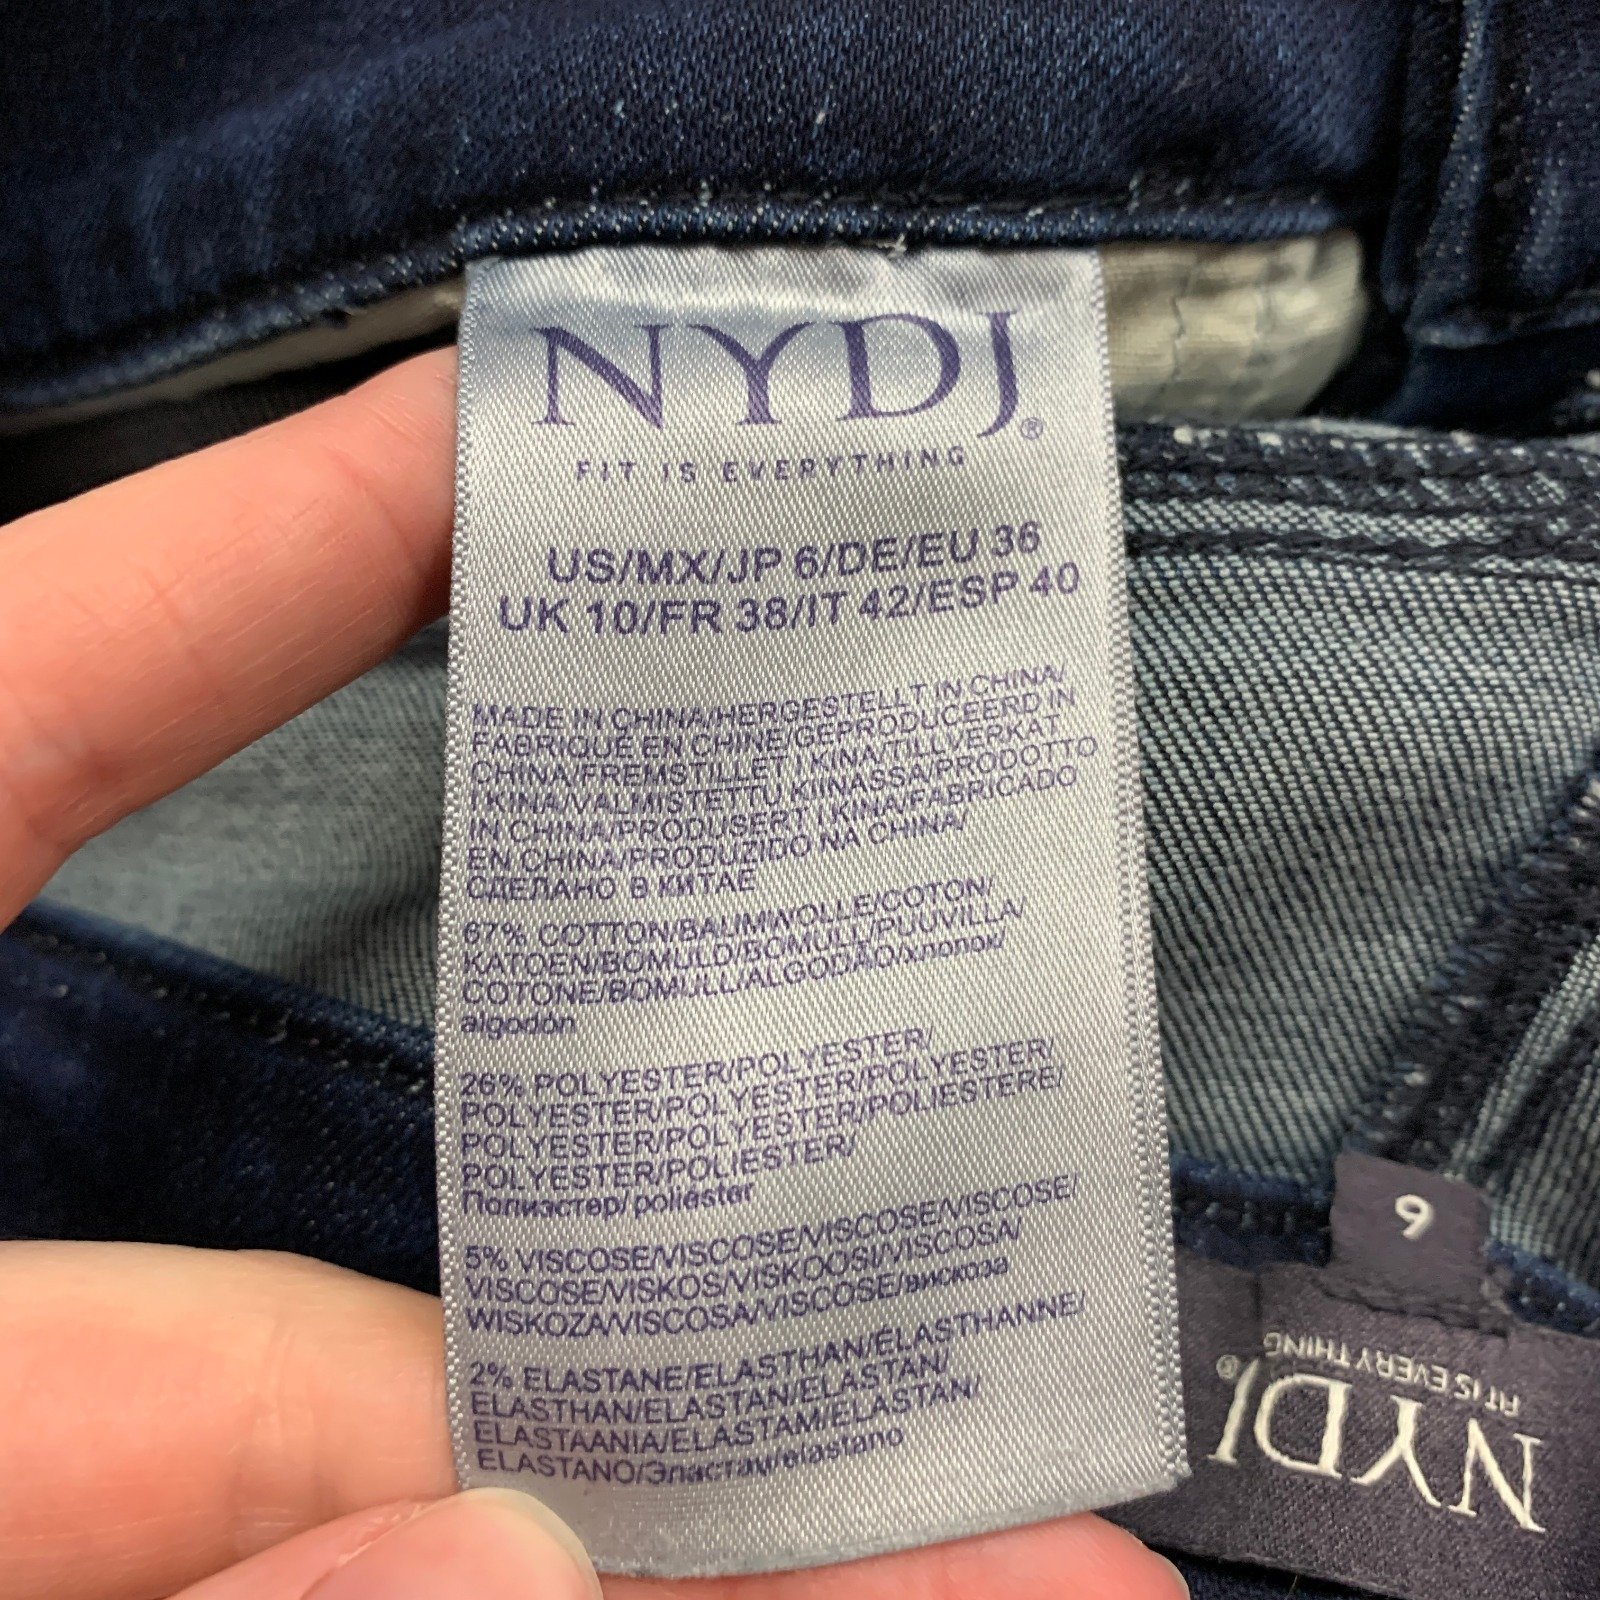 NYDJ®
FIT IS EVERYTHING
US/MX/JP 6/DE/EU 36
UK 10/FR 38/IT 42/ESP 40
MADE IN CHINA/HERGESTELLT IN CHINA/
FABRIQUÉ EN CHINE/GEPRODUCEERD IN
CHINA/FREMSTILLET I KINA/TILLVERKAT
I KINA/VALMISTETTU KIINASSA/PRODOTTO
IN CHINA/PRODUSERT I KINA/FABRICADO
EN CHINA/PRODUZIDO NA CHINA/
СДЕЛАНО В КИТАЕ
67% COTTON/BAUMWOLLE/COTON/
KATOEN/BOMULD/BOMULL/PUUVILLA/
COTONE/BOMULL/ALGODÃO/хлопок/
algodón
26% POLYESTER/POLYESTER/
POLYESTER/POLYESTER/POLYESTER/
POLYESTER/POLYESTER/POLIESTERE/
POLYESTER/POLIESTER/
Полиэстер/poliéster
5% VISCOSE/VISCOSE/VISCOSE/VISCOSE/
VISCOSE/VISKOS/VISKOOSI/VISCOSA/
WISKOZA/VISCOSA/VISCOSE/вискоза
2% ELASTANE/ELASTHAN/ÉLASTHANNE/
ELASTHAN/ELASTAN/ELASTAN/
ELASTAANIA/ELASTAM/ELASTAN/
ELASTANO/Эластан/elastano
6
NYDJ®
FIT IS EVERYTHING